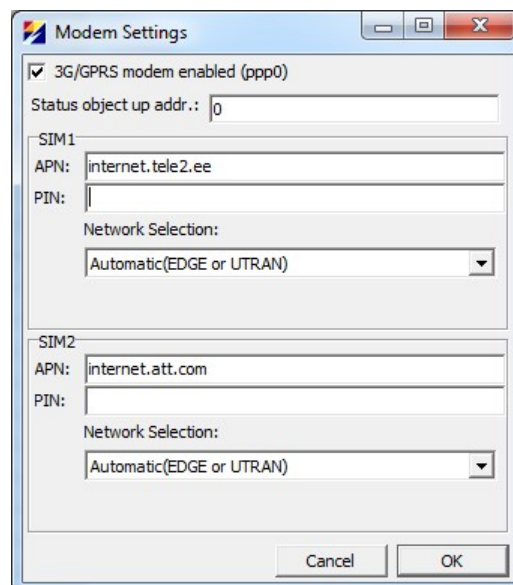 Modem Settings
3G/GPRS modem enabled (ppp0)
Status object up addr.: 0
SIM1
APN: internet.tele2.ee
PIN:
Network Selection:
Automatic(EDGE or UTRAN)
SIM2
APN: internet.att.com
PIN:
Network Selection:
Automatic(EDGE or UTRAN)
Cancel OK